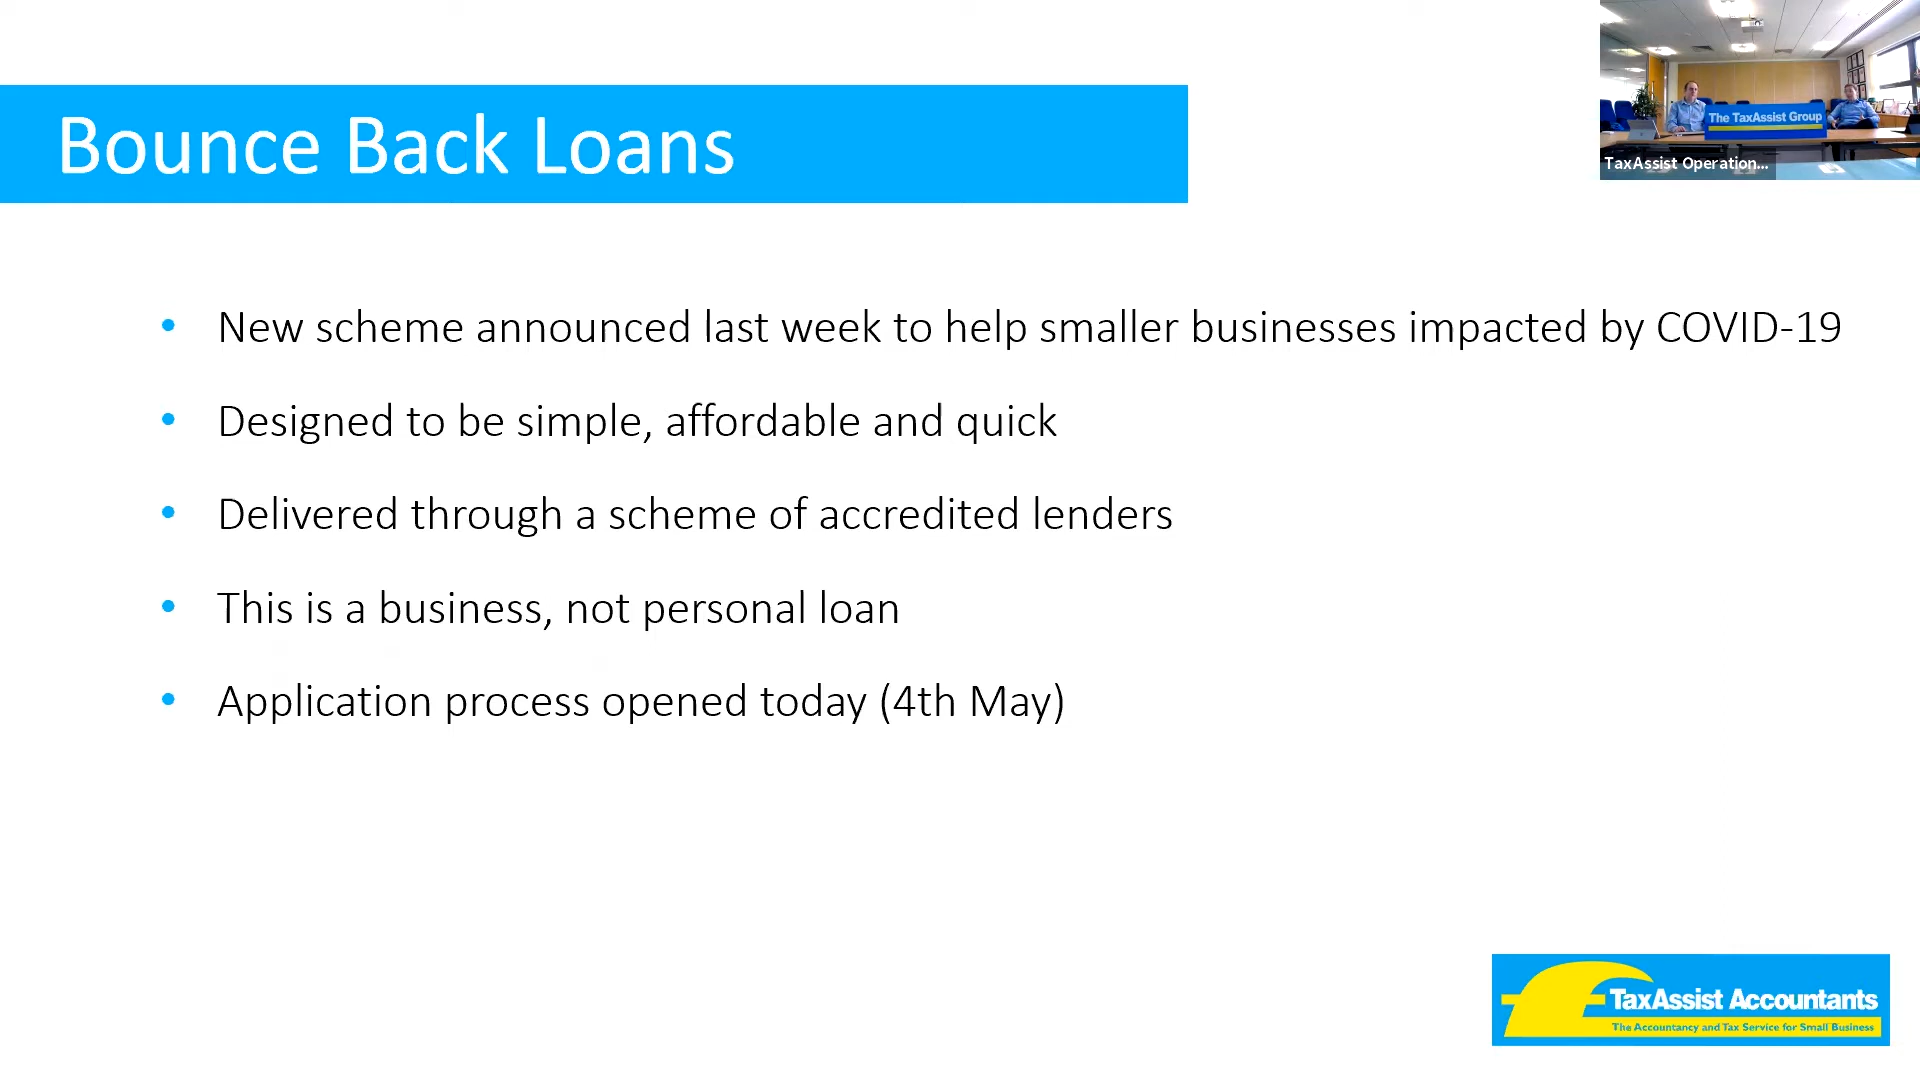 Bounce Back Loans
The TaxAssist Group
TaxAssist Operation...
• New scheme announced last week to help smaller businesses impacted by COVID-19
• Designed to be simple, affordable and quick
• Delivered through a scheme of accredited lenders
• This is a business, not personal loan
• Application process opened today (4th May)
TaxAssist Accountants
The Accountancy and Tax Service for Small Business